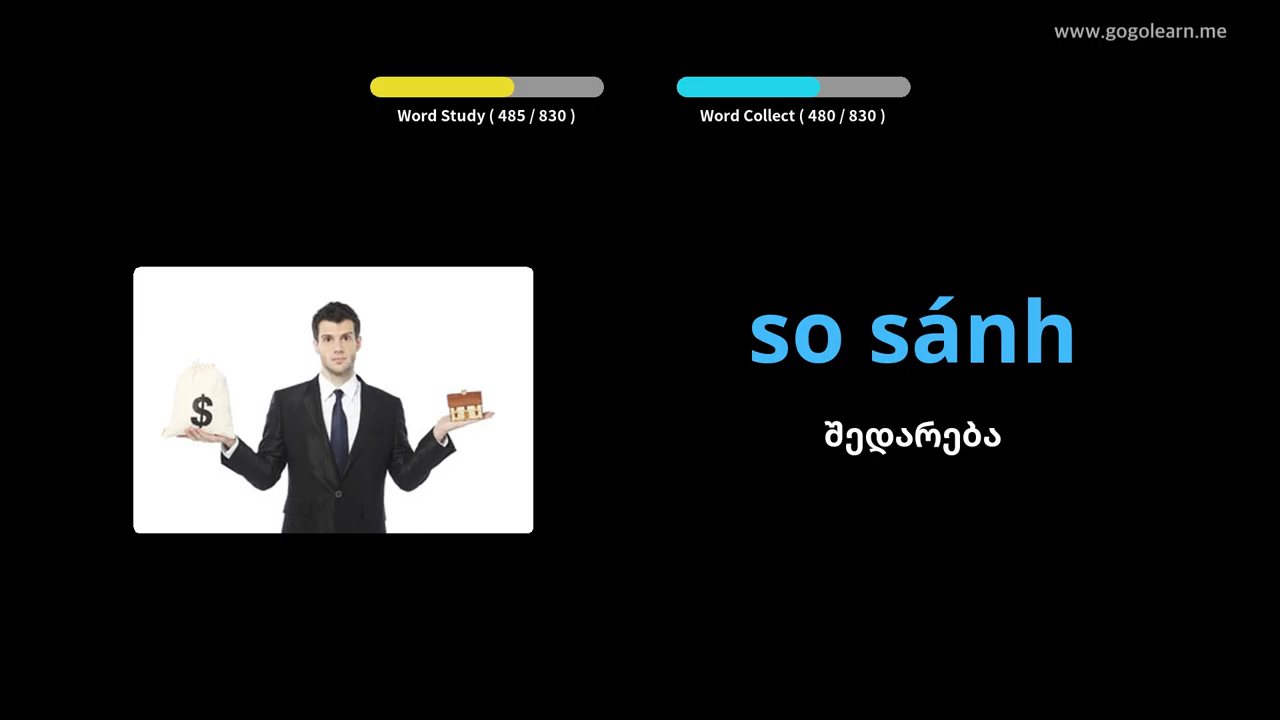 www.gogolearn.me
Word Study ( 485 / 830 )
Word Collect ( 480 / 830 )
$
so sánh
შედარება